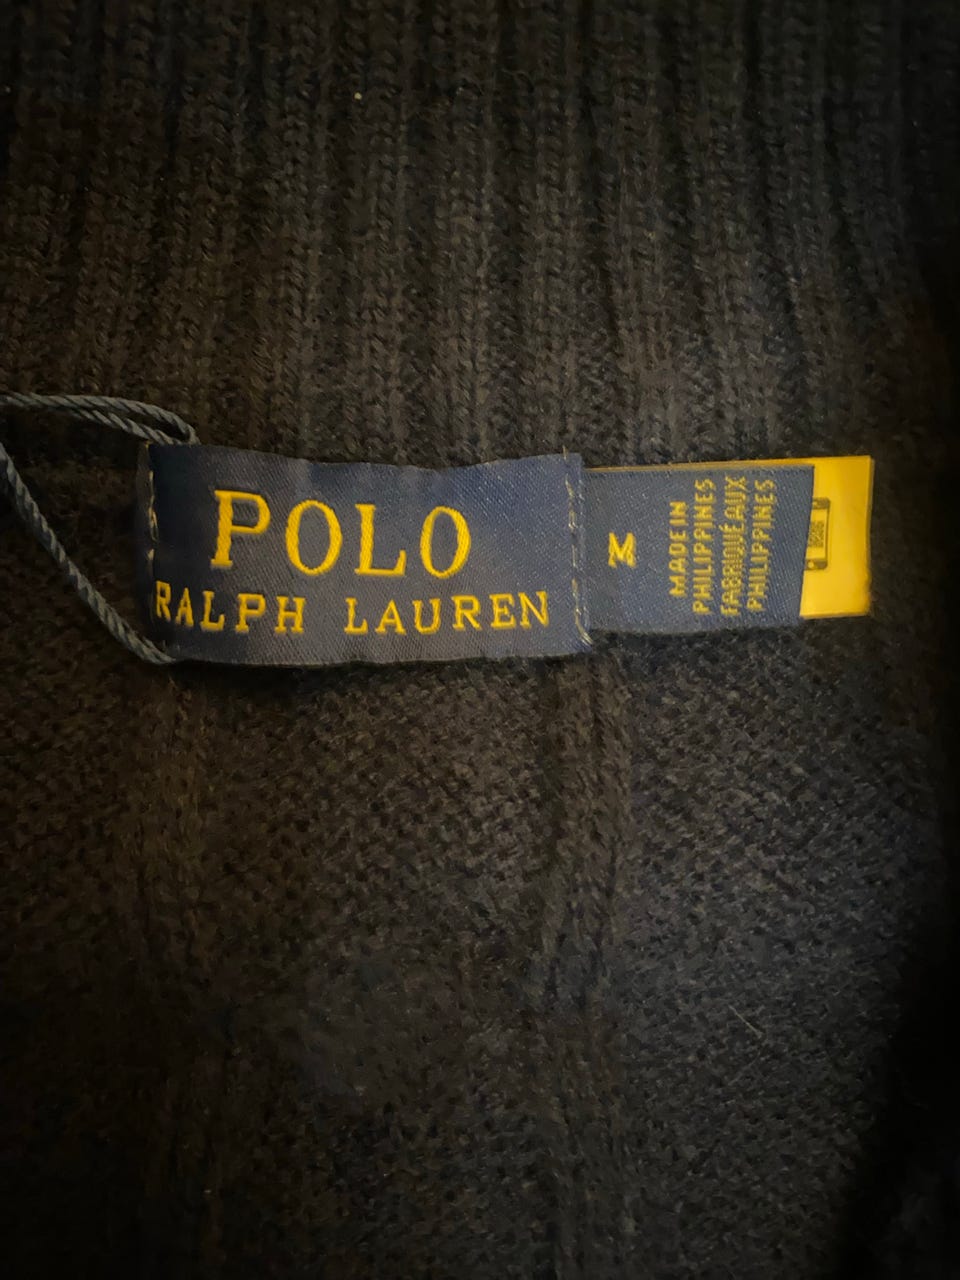 POLO
RALPH LAUREN
M
MADE IN
PHILIPPINES
FABRIQUÉ AUX
PHILIPPINES